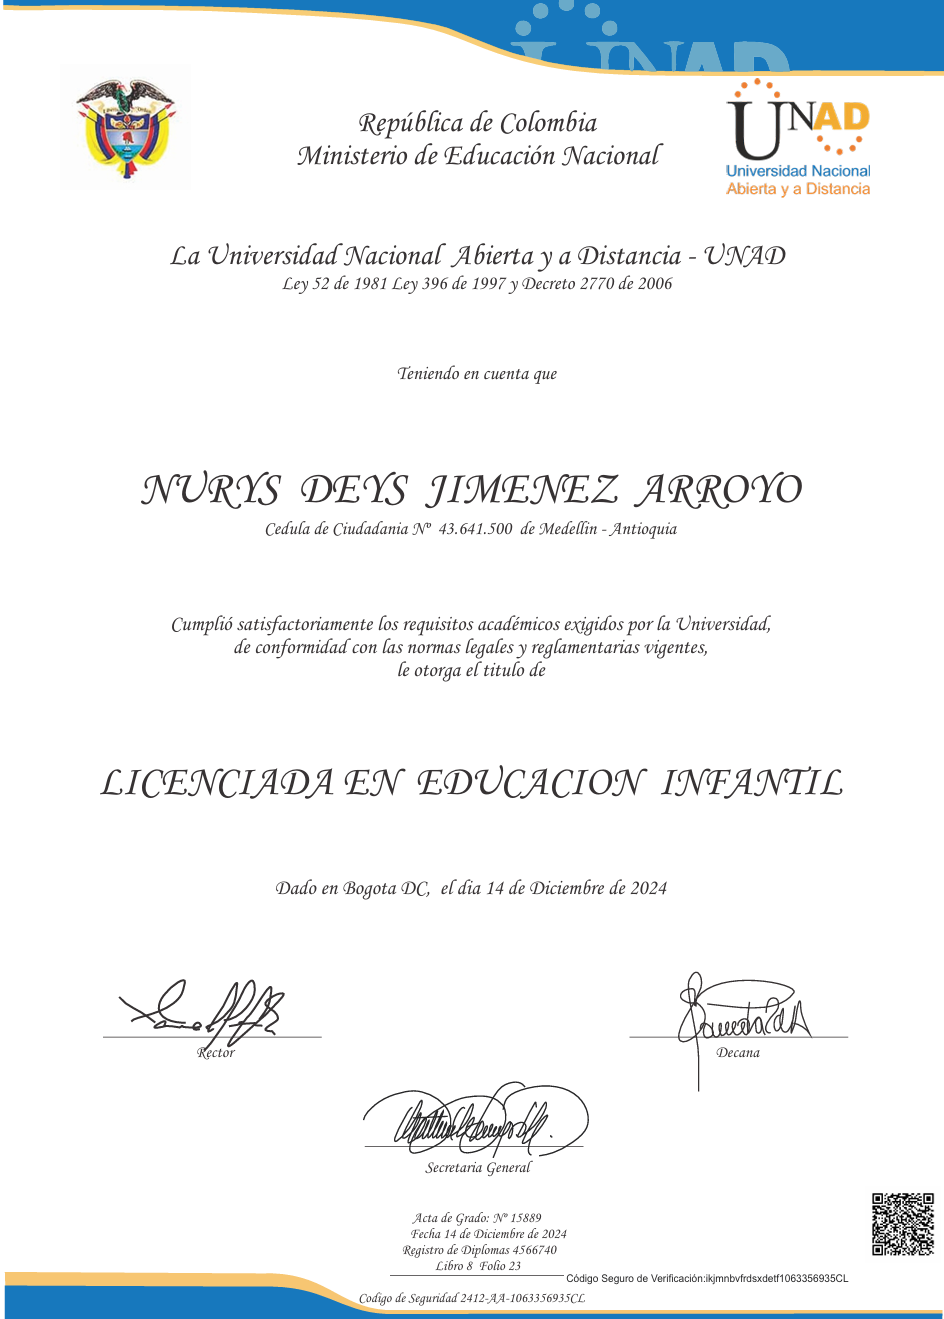 UNAD
República de Colombia
Ministerio de Educación Nacional
UNAD
Universidad Nacional
Abierta y a Distancia
La Universidad Nacional Abierta y a Distancia - UNAD
Ley 52 de 1981 Ley 396 de 1997 y Decreto 2770 de 2006
Teniendo en cuenta que
NURYS DEYS JIMENEZ ARROYO
Cedula de Ciudadania Nº 43.641.500 de Medellin - Antioquia
Cumplió satisfactoriamente los requisitos académicos exigidos por la Universidad,
de conformidad con las normas legales y reglamentarias vigentes,
le otorga el titulo de
LICENCIADA EN EDUCACION INFANTIL
Dado en Bogota DC, el dia 14 de Diciembre de 2024
Rector
Decana
Secretaria General
Acta de Grado: Nº 15889
Fecha 14 de Diciembre de 2024
Registro de Diplomas 4566740
Libro 8 Folio 23
Código Seguro de Verificación:ikjmnbvfrdsxdetf1063356935CL
Codigo de Seguridad 2412-AA-1063356935CL